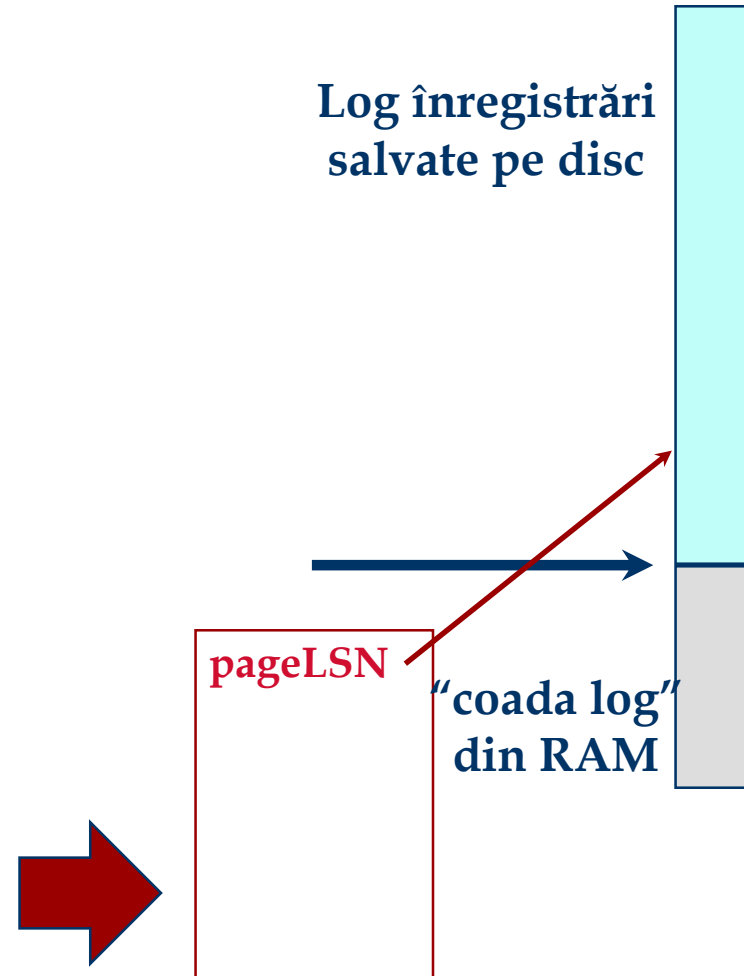 Log înregistrări
salvate pe disc
pageLSN
“coada log”
din RAM